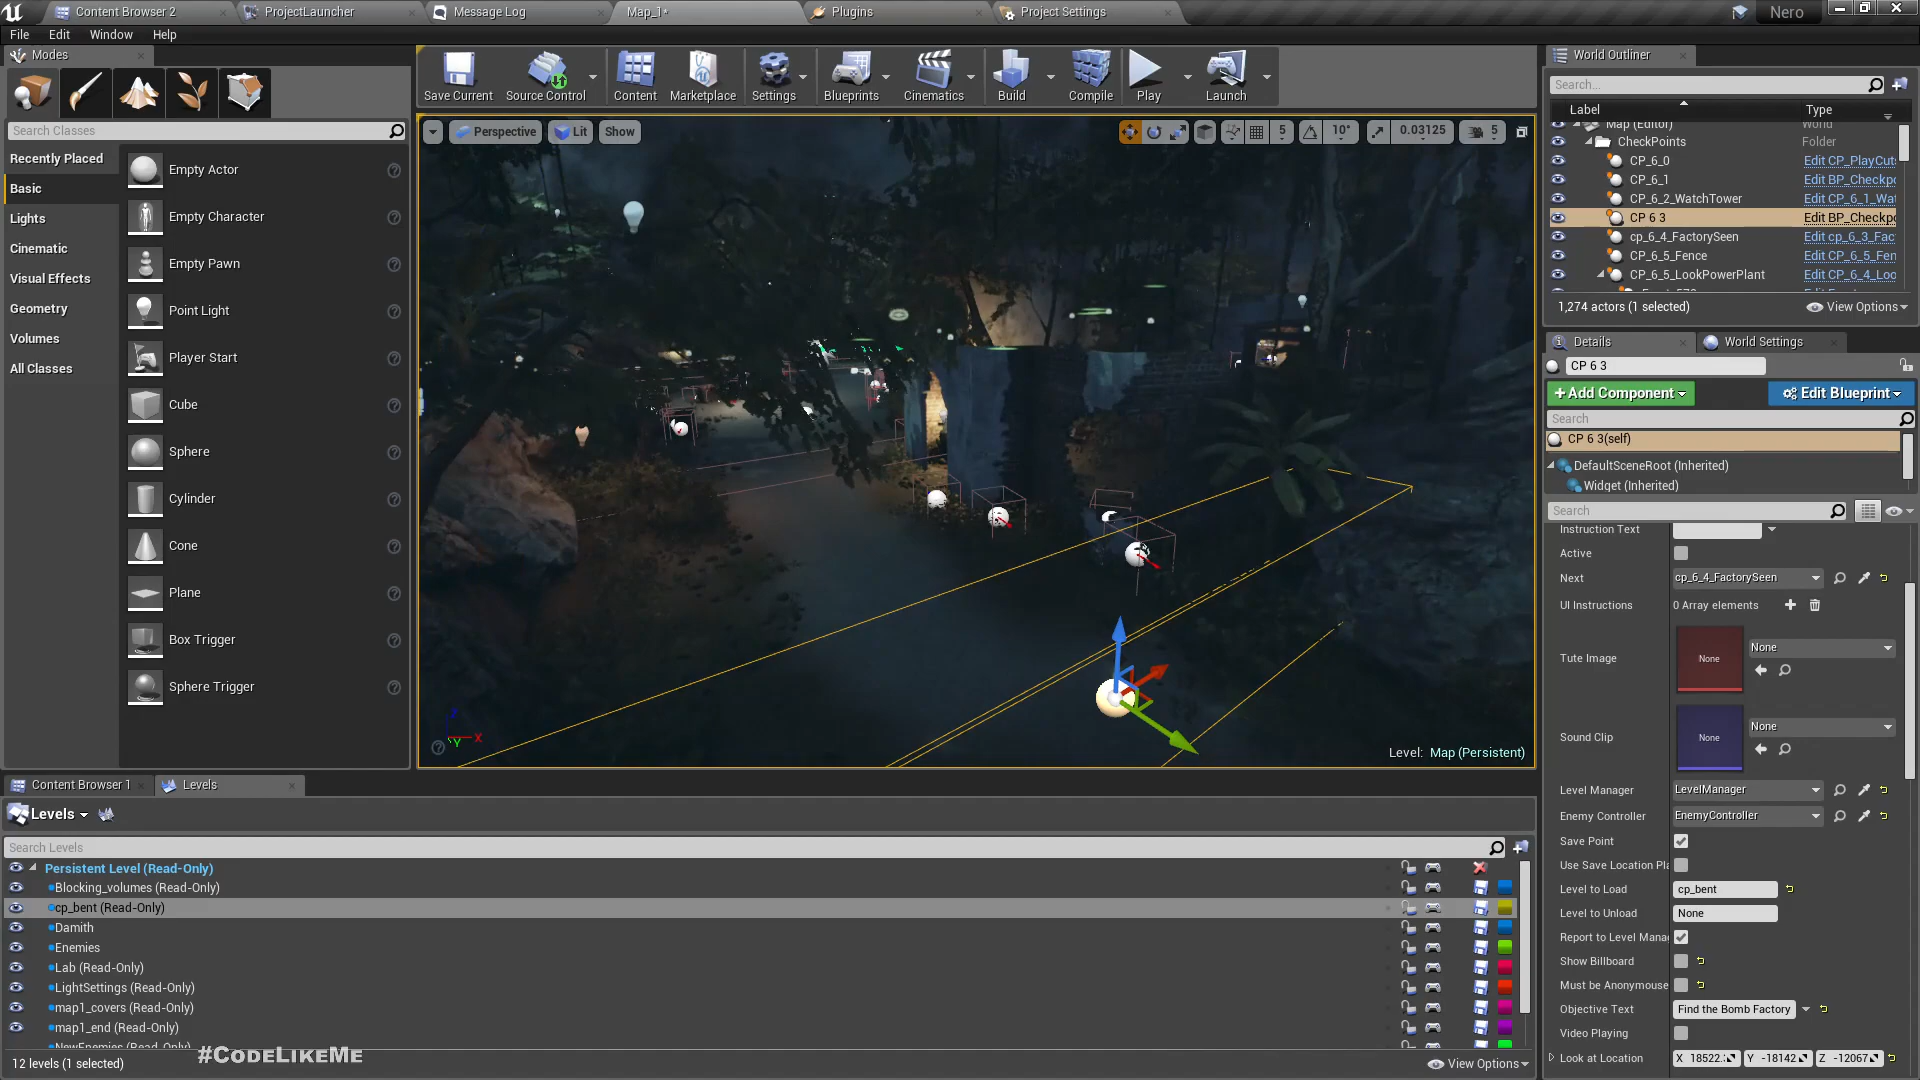 Content Browser 2
ProjectLauncher
Message Log
Map_1*
Plugins
Project Settings
Nero
File Edit Window Help
Modes
Save Current
Source Control
Content
Marketplace
Settings
Blueprints
Cinematics
Build
Compile
Play
Launch
World Outliner
Search...
Label
Type
Map (Editor)
World
CheckPoints
Folder
CP_6_0
Edit CP_PlayCut
CP_6_1
Edit BP_Checkp
CP_6_2_WatchTower
Edit CP_6_1_Wa
CP 6 3
Edit BP_Checkp
cp_6_4_FactorySeen
Edit cp_6_3_Fac
CP_6_5_Fence
Edit CP_6_5_Fen
CP_6_5_LookPowerPlant
Edit CP_6_4_Loo
1,274 actors (1 selected)
View Options
Search Classes
Recently Placed
Basic
Lights
Cinematic
Visual Effects
Geometry
Volumes
All Classes
Empty Actor
Empty Character
Empty Pawn
Point Light
Player Start
Cube
Sphere
Cylinder
Cone
Plane
Box Trigger
Sphere Trigger
Perspective
Lit
Show
5
10°
0.03125
5
Level: Map (Persistent)
Z
X
Y
Details
World Settings
CP 6 3
+Add Component
Edit Blueprint
Search
CP 6 3(self)
DefaultSceneRoot (Inherited)
Widget (Inherited)
Search
Instruction Text
Active
Next
cp_6_4_FactorySeen
UI Instructions
0 Array elements
Tute Image
None
None
Sound Clip
None
None
Level Manager
LevelManager
Enemy Controller
EnemyController
Save Point
Use Save Location Pl
Level to Load
cp_bent
Level to Unload
None
Report to Level Mana
Show Billboard
Must be Anonymouse
Objective Text
Find the Bomb Factory
Video Playing
Look at Location
X 18522.
Y -18142
Z -12067
Content Browser 1
Levels
Levels
Search Levels
Persistent Level (Read-Only)
Blocking_volumes (Read-Only)
cp_bent (Read-Only)
Damith
Enemies
Lab (Read-Only)
LightSettings (Read-Only)
map1_covers (Read-Only)
map1_end (Read-Only)
NewEnemies (Read-Only)
12 levels (1 selected)
#CodeLikeMe
View Options